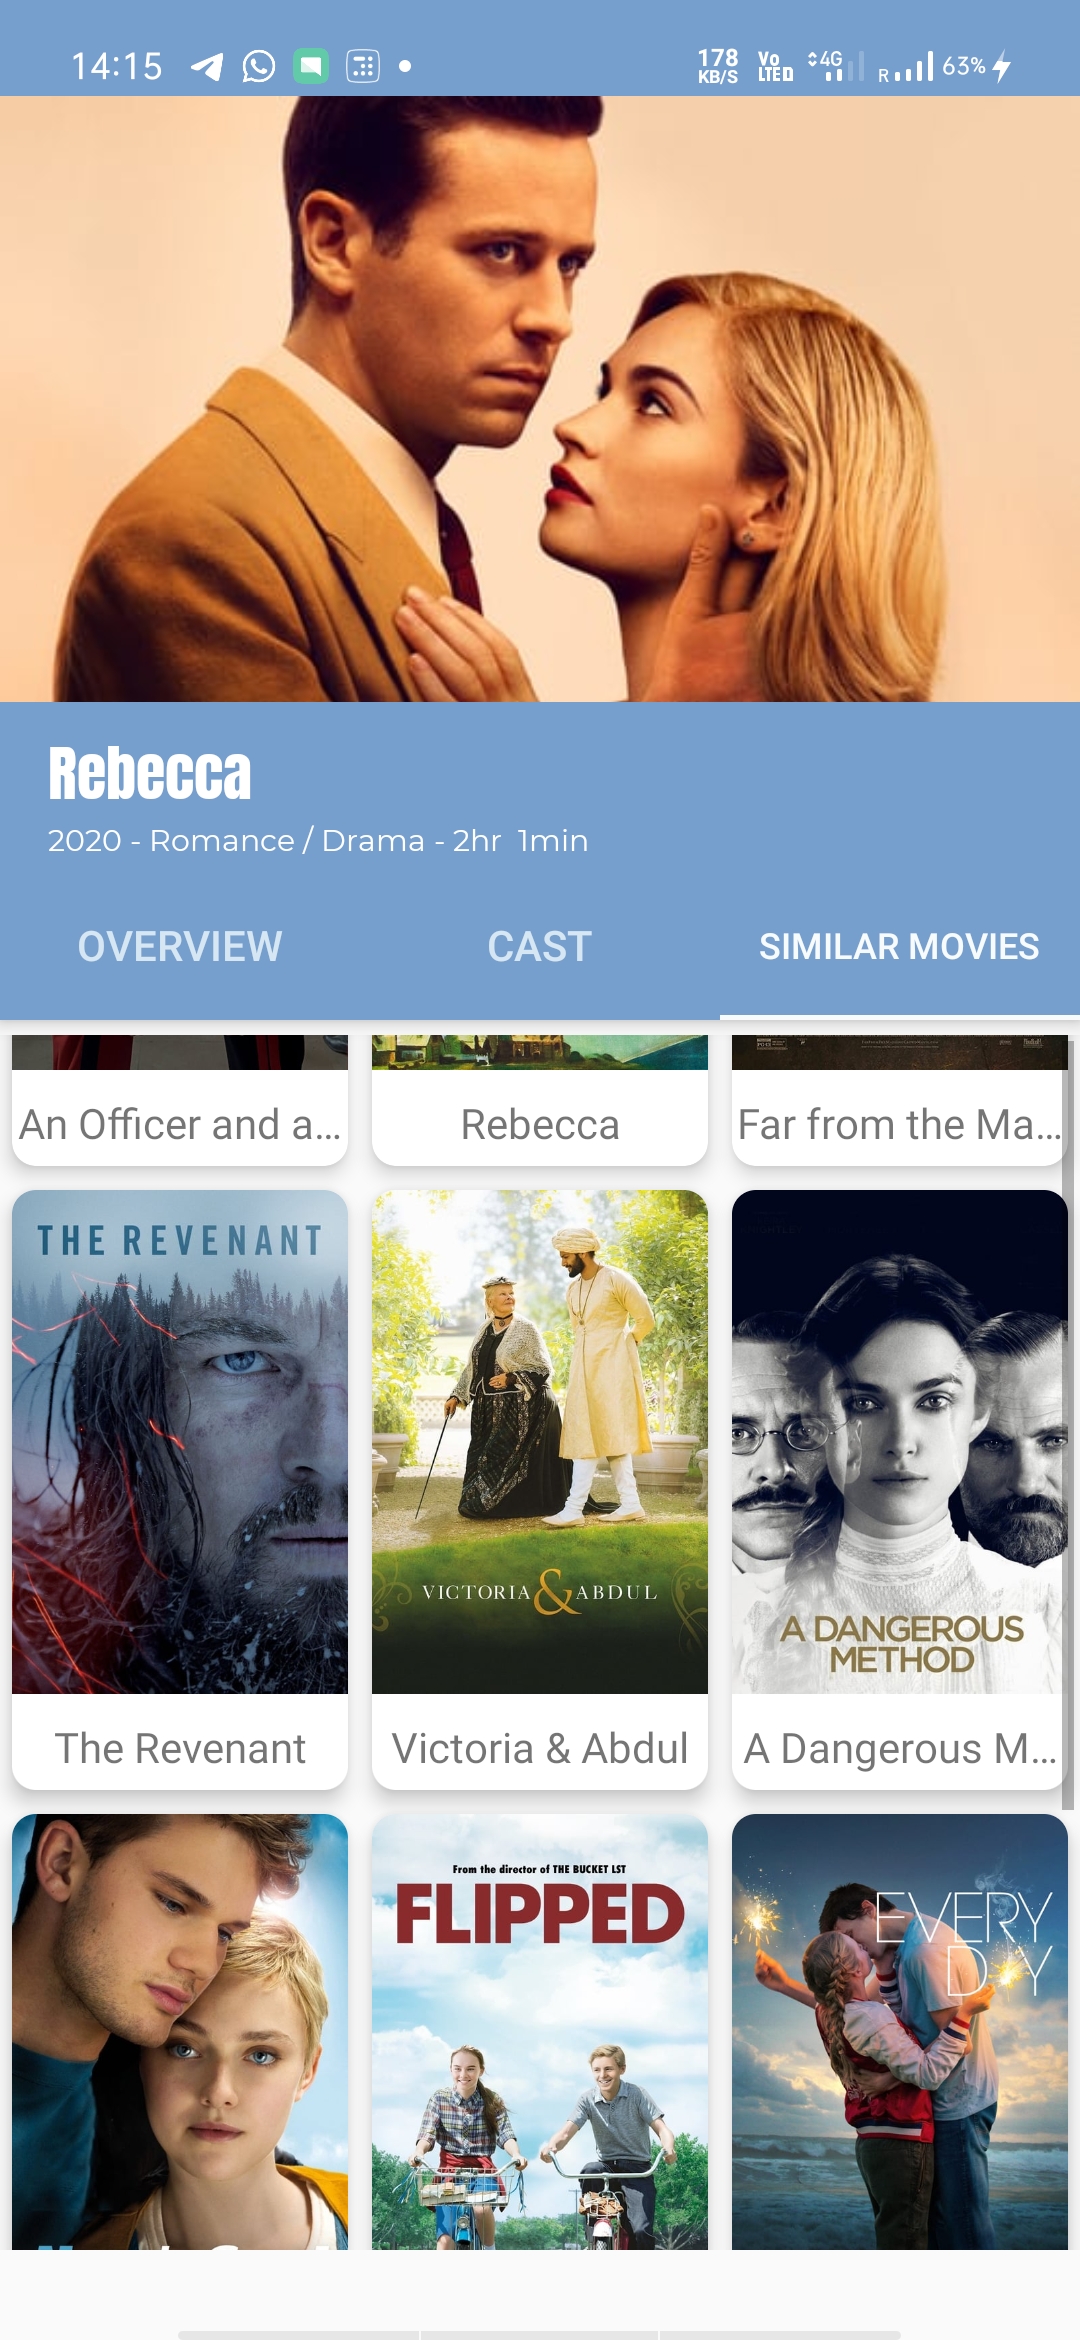 14:15
178 KB/S
Vo LTE D
4G
R
63%
Rebecca
2020 - Romance / Drama - 2hr 1min
OVERVIEW
CAST
SIMILAR MOVIES
An Officer and a...
Rebecca
Far from the Ma...
THE REVENANT
VICTORIA & ABDUL
A DANGEROUS
METHOD
The Revenant
Victoria & Abdul
A Dangerous M...
From the director of THE BUCKET LST
FLIPPED
EVERY
DAY